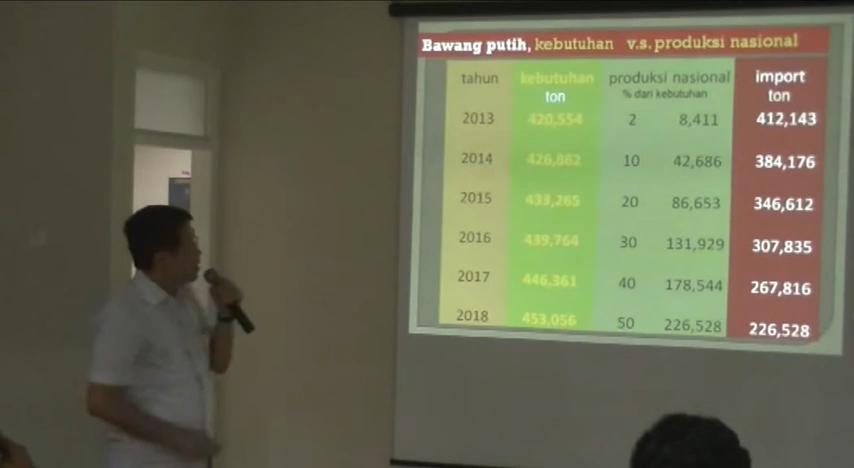 Bawang putih, kebutuhan v.s. produksi nasional
tahun kebutuhan produksi nasional import
ton % dari kebutuhan ton
2013 420,554 2 8,411 412,143
2014 426,862 10 42,686 384,176
2015 433,265 20 86,653 346,612
2016 439,764 30 131,929 307,835
2017 446.361 40 178,544 267,816
2018 453,056 50 226,528 226,528